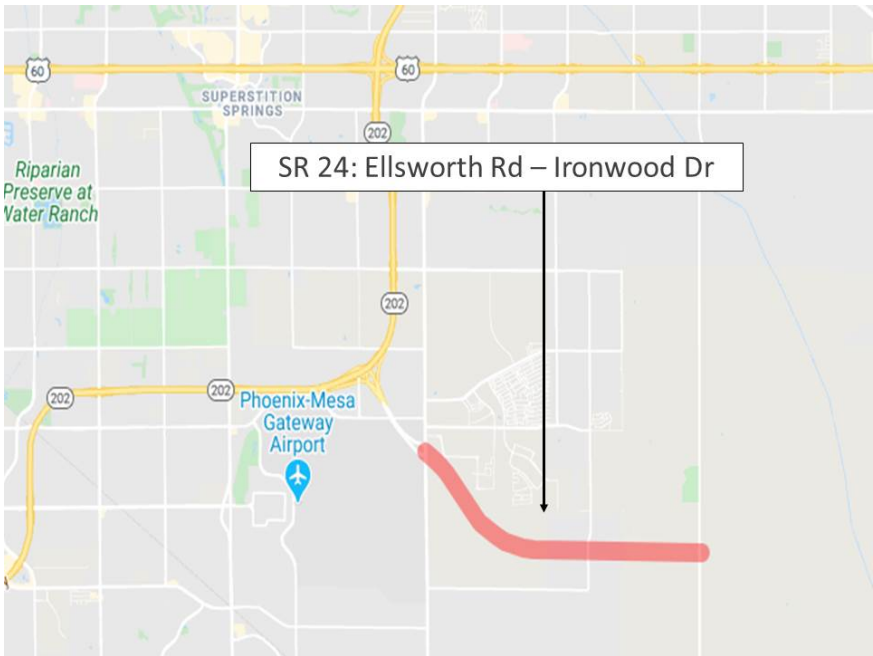 60
60
SUPERSTITION
SPRINGS
202
SR 24: Ellsworth Rd – Ironwood Dr
Riparian
Preserve at
Water Ranch
202
202
202
Phoenix-Mesa
Gateway
Airport